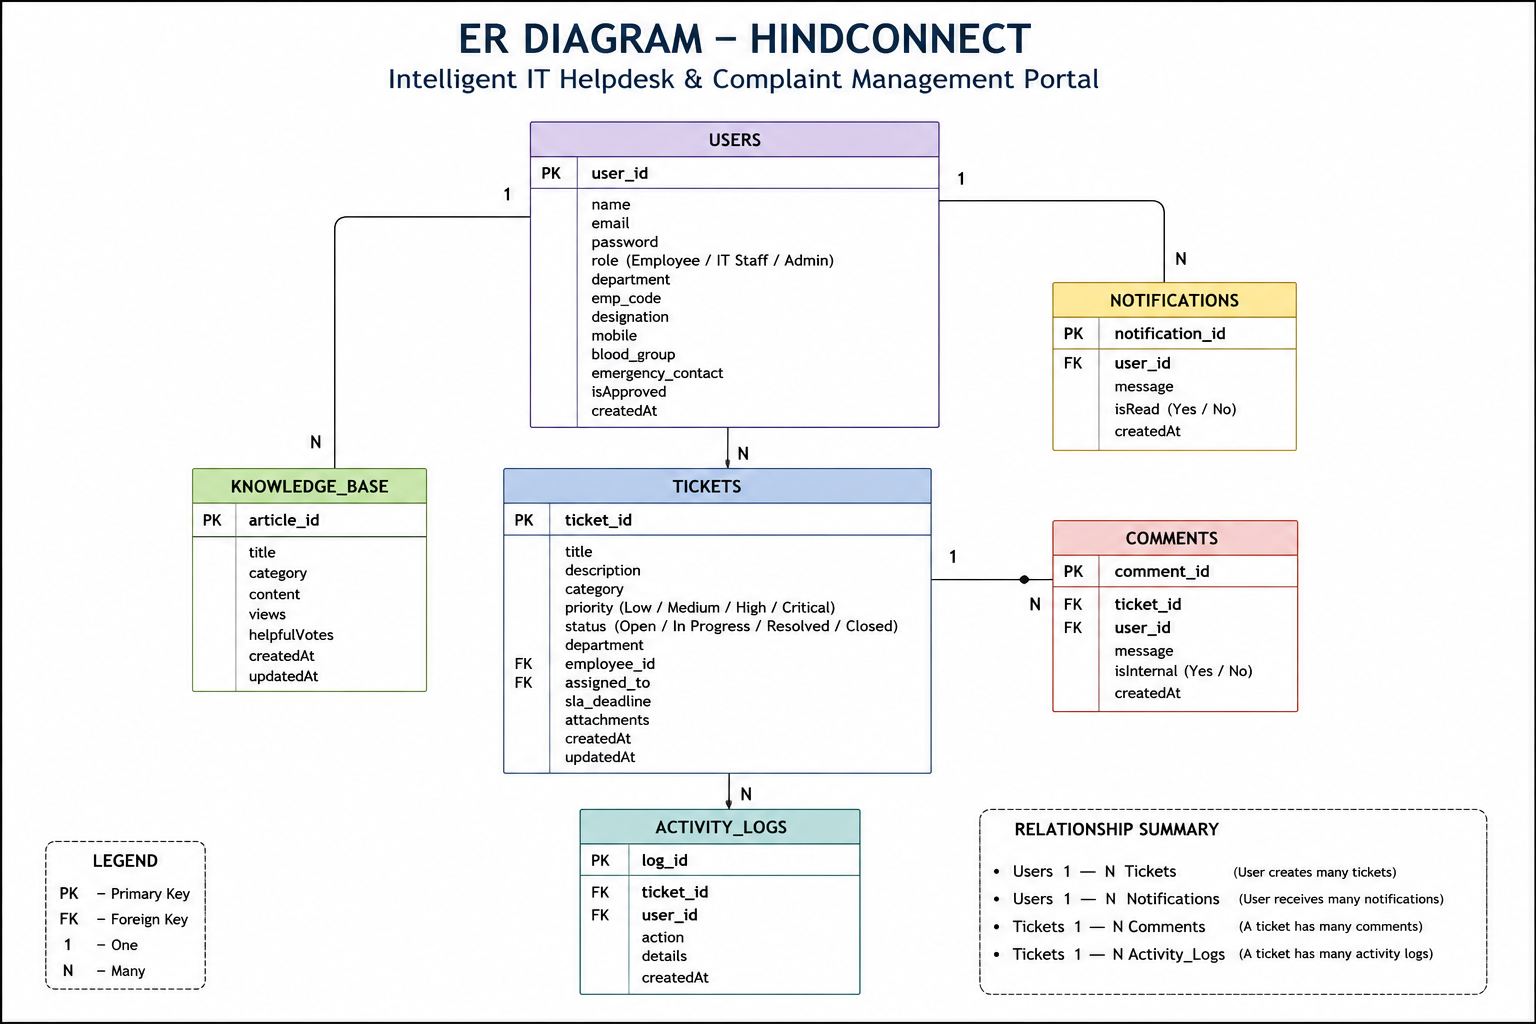 ER DIAGRAM – HINDCONNECT
Intelligent IT Helpdesk & Complaint Management Portal
USERS
PK user_id
name
email
password
role (Employee / IT Staff / Admin)
department
emp_code
designation
mobile
blood_group
emergency_contact
isApproved
createdAt
1
N
1
N
N
NOTIFICATIONS
PK notification_id
FK user_id
message
isRead (Yes / No)
createdAt
KNOWLEDGE_BASE
PK article_id
title
category
content
views
helpfulVotes
createdAt
updatedAt
TICKETS
PK ticket_id
title
description
category
priority (Low / Medium / High / Critical)
status (Open / In Progress / Resolved / Closed)
department
FK employee_id
FK assigned_to
sla_deadline
attachments
createdAt
updatedAt
1
N
COMMENTS
PK comment_id
FK ticket_id
FK user_id
message
isInternal (Yes / No)
createdAt
N
ACTIVITY_LOGS
PK log_id
FK ticket_id
FK user_id
action
details
createdAt
LEGEND
PK – Primary Key
FK – Foreign Key
1 – One
N – Many
RELATIONSHIP SUMMARY
• Users 1 — N Tickets (User creates many tickets)
• Users 1 — N Notifications (User receives many notifications)
• Tickets 1 — N Comments (A ticket has many comments)
• Tickets 1 — N Activity_Logs (A ticket has many activity logs)